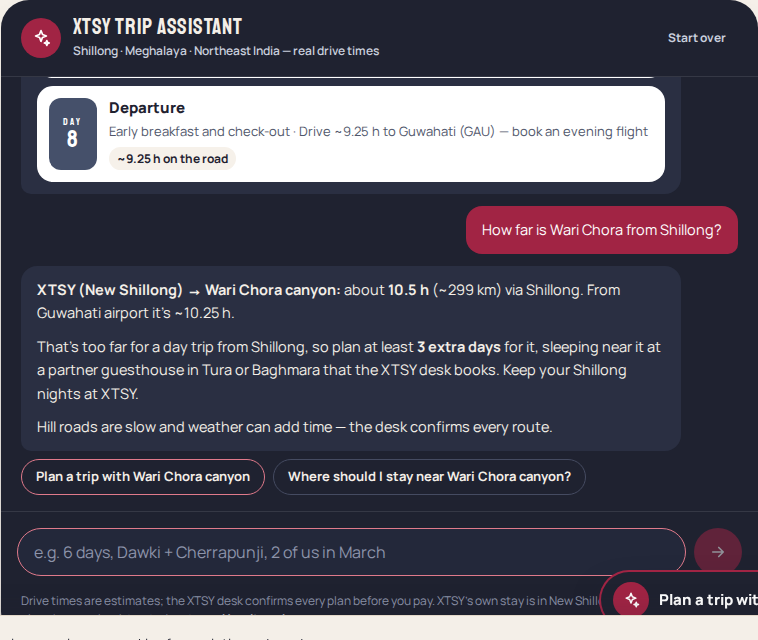 XTSY TRIP ASSISTANT
Shillong · Meghalaya · Northeast India — real drive times
Start over
DAY
8
Departure
Early breakfast and check-out · Drive ~9.25 h to Guwahati (GAU) — book an evening flight
~9.25 h on the road
How far is Wari Chora from Shillong?
XTSY (New Shillong) → Wari Chora canyon: about 10.5 h (~299 km) via Shillong. From
Guwahati airport it's ~10.25 h.
That's too far for a day trip from Shillong, so plan at least 3 extra days for it, sleeping near it at
a partner guesthouse in Tura or Baghmara that the XTSY desk books. Keep your Shillong
nights at XTSY.
Hill roads are slow and weather can add time — the desk confirms every route.
Plan a trip with Wari Chora canyon
Where should I stay near Wari Chora canyon?
e.g. 6 days, Dawki + Cherrapunji, 2 of us in March
Drive times are estimates; the XTSY desk confirms every plan before you pay. XTSY's own stay is in New Shillo
Plan a trip wit